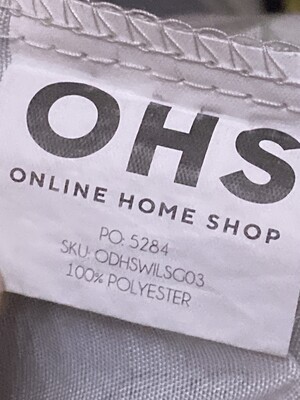 OHS
ONLINE HOME SHOP
PO: 5284
SKU: ODHSWILSG03
100% POLYESTER